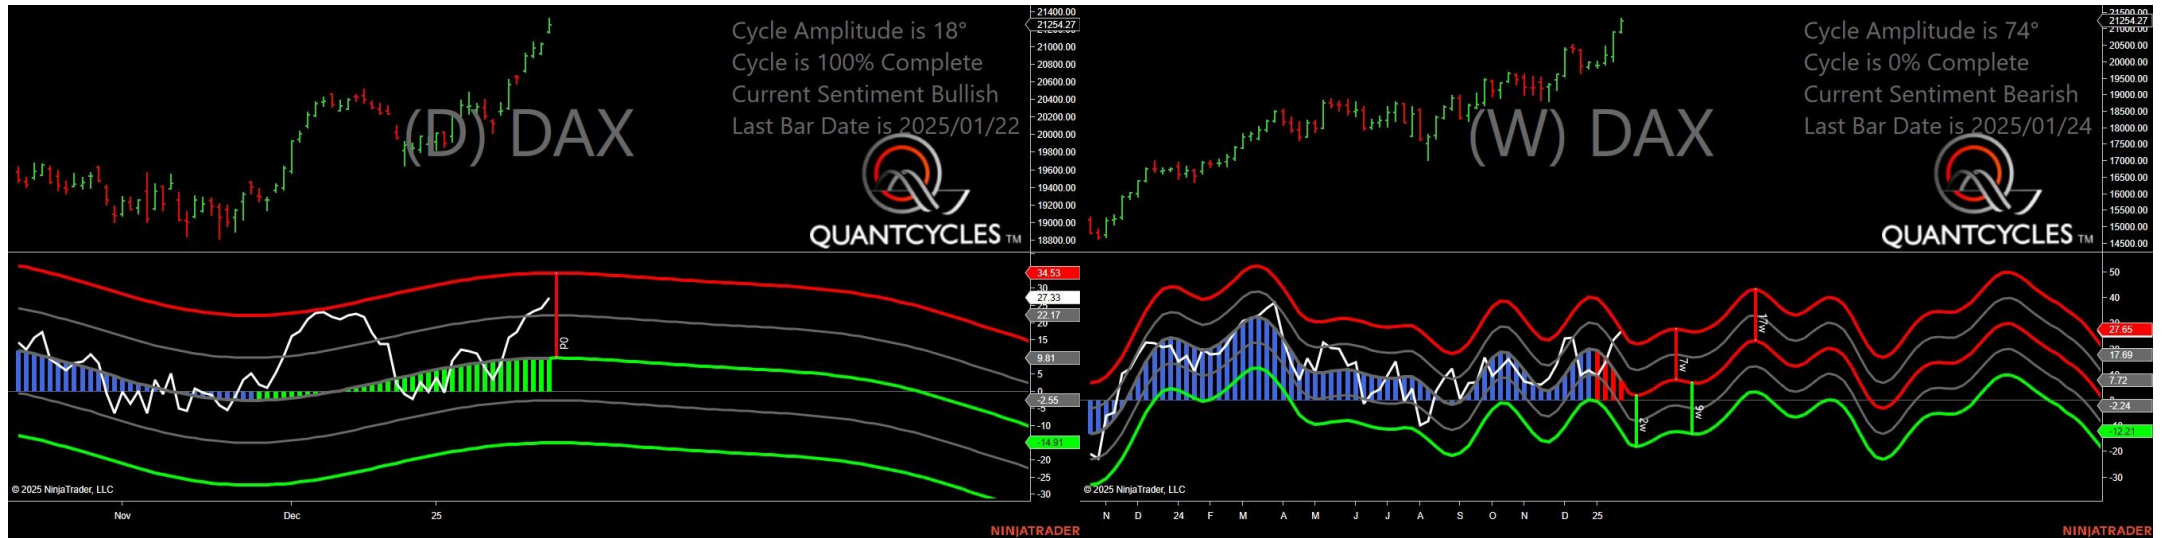 Cycle Amplitude is 18°
Cycle is 100% Complete
Current Sentiment Bullish
Last Bar Date is 2025/01/22
(D) DAX
QUANTCYCLES TM
21400.00
21254.27
21000.00
20800.00
20600.00
20400.00
20200.00
20000.00
19800.00
19600.00
19400.00
19200.00
19000.00
18800.00
34.53
30
27.33
22.17
20
15
9.81
5
0
-2.55
-5
-10
-14.91
-20
-25
-30
0d
© 2025 NinjaTrader, LLC
Nov
Dec
25
NINJATRADER
Cycle Amplitude is 74°
Cycle is 0% Complete
Current Sentiment Bearish
Last Bar Date is 2025/01/24
(W) DAX
QUANTCYCLES TM
21500.00
21254.27
21000.00
20500.00
20000.00
19500.00
19000.00
18500.00
18000.00
17500.00
17000.00
16500.00
16000.00
15500.00
15000.00
14500.00
50
40
27.65
17.69
7.72
-2.24
-12.21
-20
-30
2w
7w
9w
17w
© 2025 NinjaTrader, LLC
N D 24 F M A M J J A S O N D 25
NINJATRADER